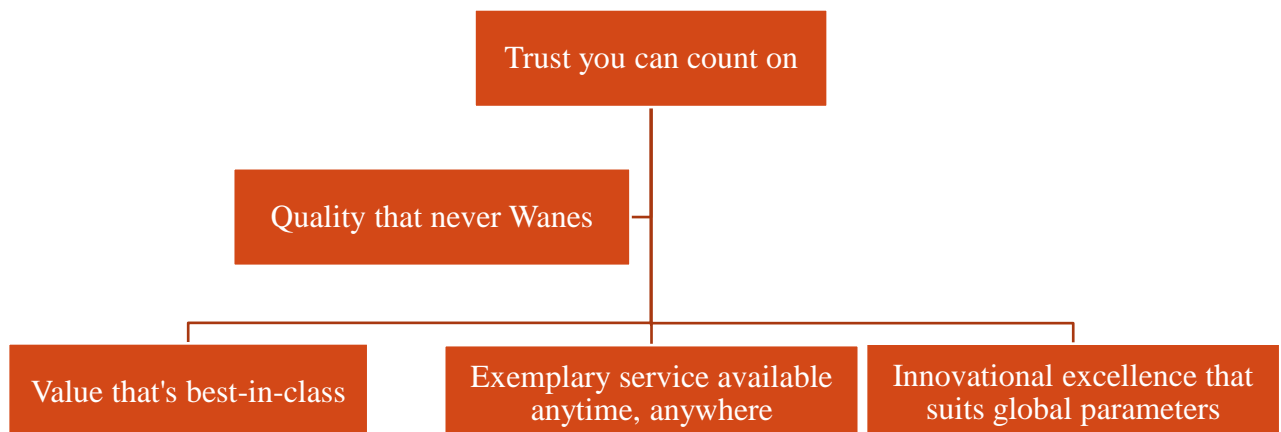 Trust you can count on
Quality that never Wanes
Value that's best-in-class
Exemplary service available
anytime, anywhere
Innovational excellence that
suits global parameters